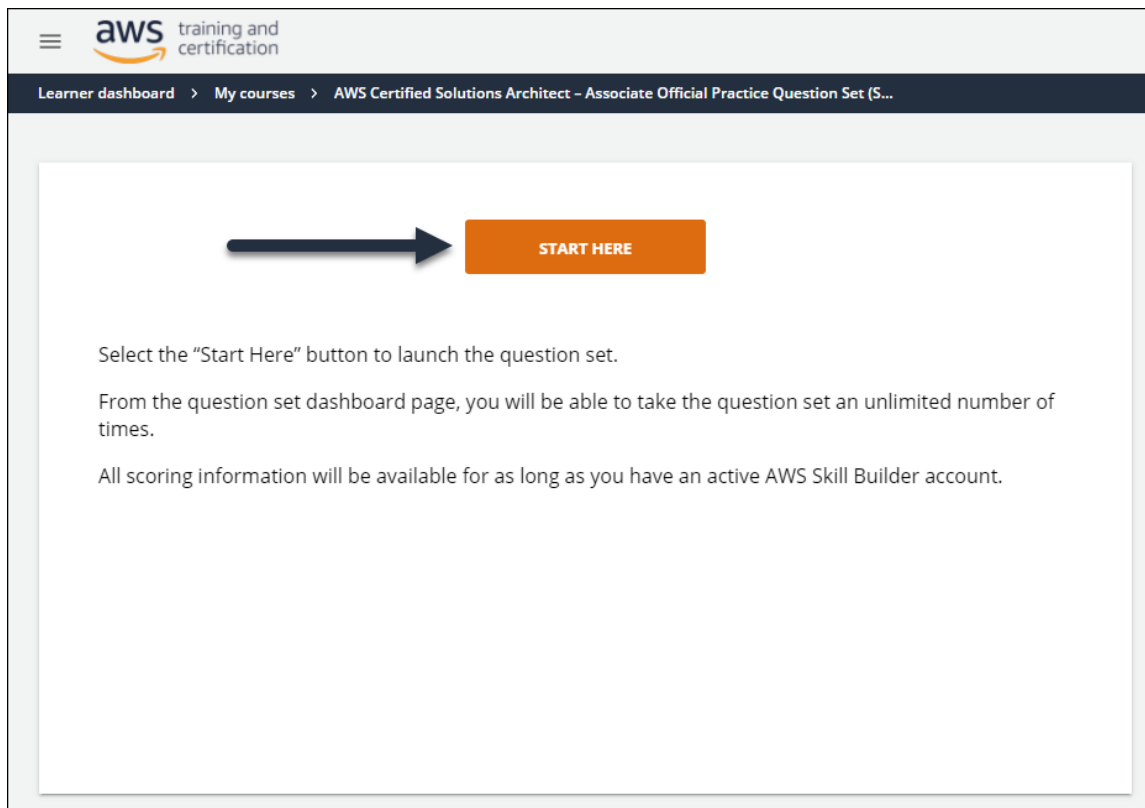 aws training and
certification
Learner dashboard > My courses > AWS Certified Solutions Architect – Associate Official Practice Question Set (S...
START HERE
Select the “Start Here” button to launch the question set.
From the question set dashboard page, you will be able to take the question set an unlimited number of
times.
All scoring information will be available for as long as you have an active AWS Skill Builder account.